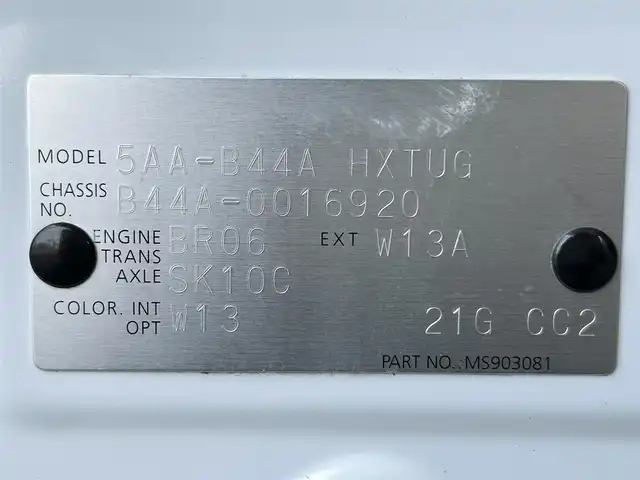 MODEL 5AA-B44A HXTUG
CHASSIS NO. B44A-0016920
ENGINE BR06 EXT W13A
TRANS AXLE SK10C
COLOR. INT W13 21G CC2
OPT
PART NO. MS903081